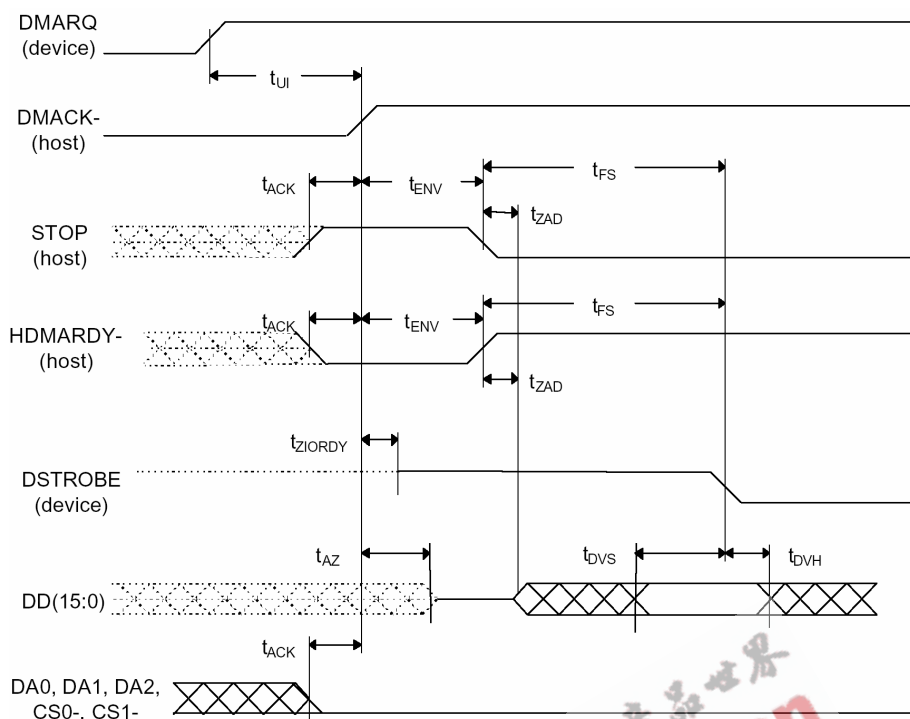 DMARQ
(device)
tUI
DMACK-
(host)
tACK
tENV
tFS
tZAD
STOP
(host)
tACK
tENV
tFS
HDMARDY-
(host)
tZAD
tZIORDY
DSTROBE
(device)
tAZ
tDVS
tDVH
DD(15:0)
tACK
DA0, DA1, DA2,
CS0-, CS1-